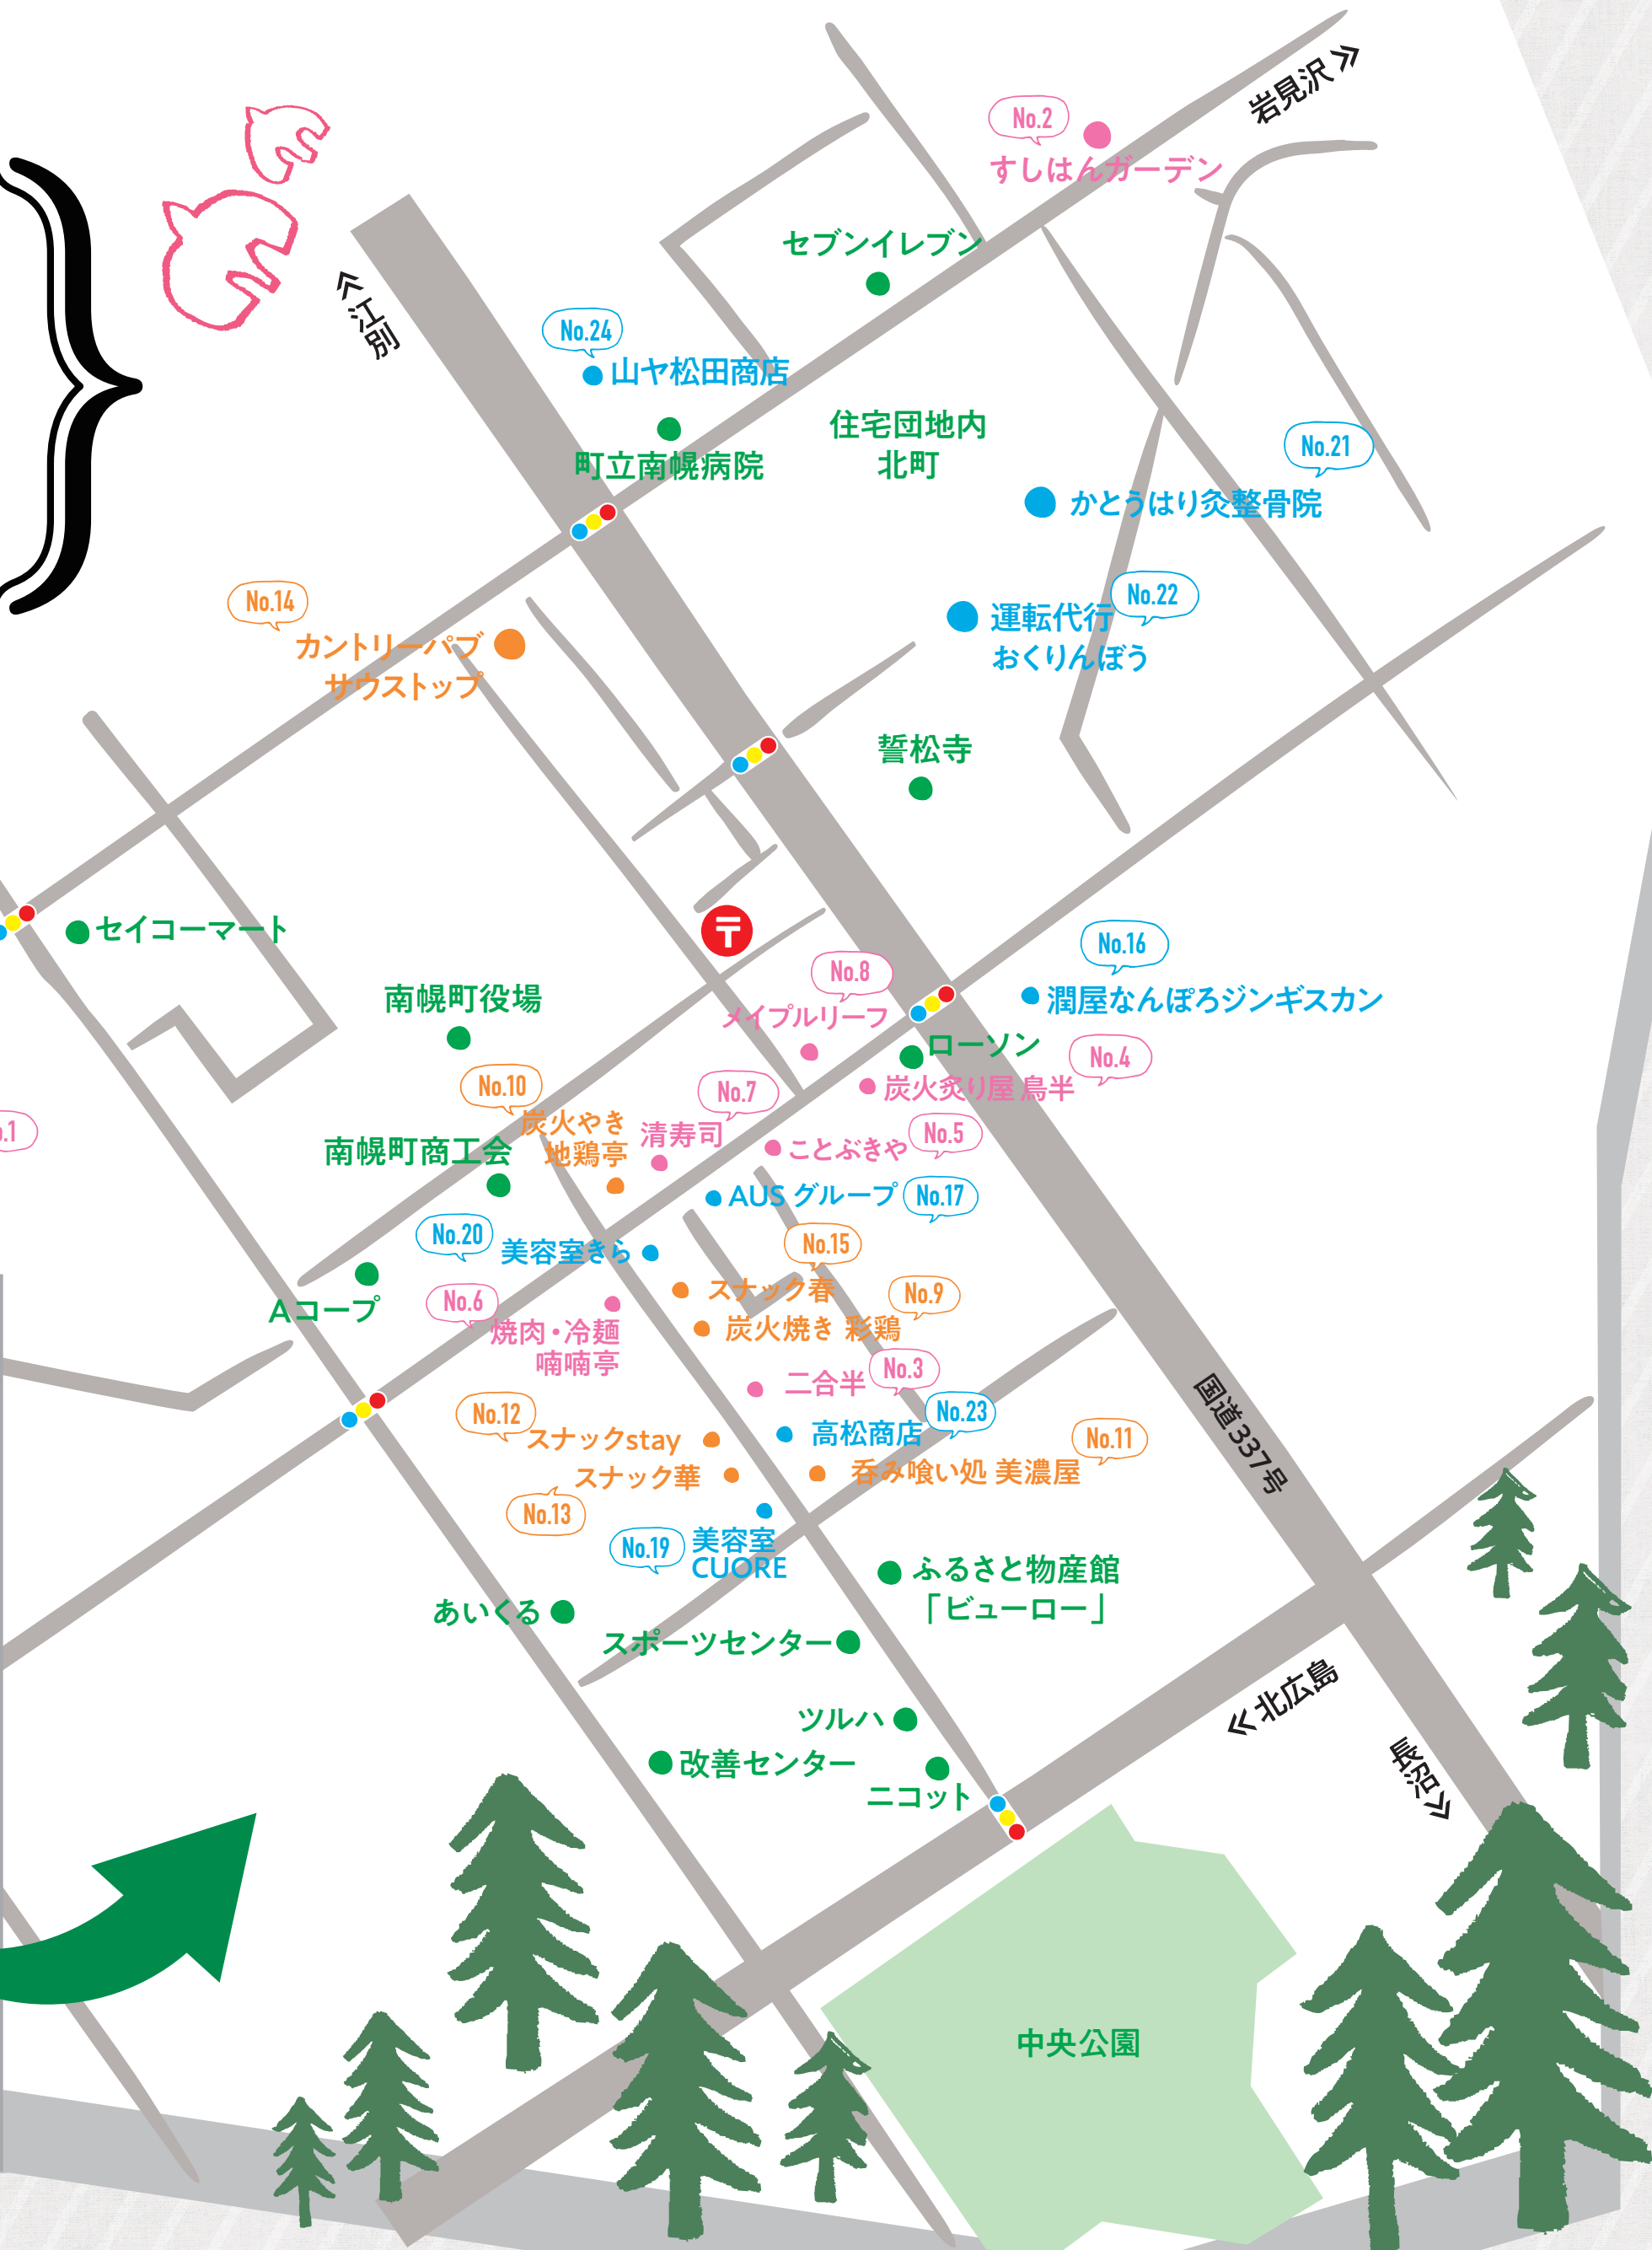 岩見沢
No.2
すしはんガーデン
セブンイレブン
江別
No.24
山ヤ松田商店
町立南幌病院
住宅団地内
北町
No.21
かとうはり灸整骨院
No.22
運転代行
おくりんぼう
No.14
カントリーパブ
サウストップ
誓松寺
セイコーマート
〒
No.16
潤屋なんぽろジンギスカン
No.8
メイプルリーフ
南幌町役場
ローソン
No.4
炭火炙り屋 鳥半
No.10
炭火やき
地鶏亭
No.7
清寿司
No.5
ことぶきや
南幌町商工会
AUS グループ
No.17
No.20
美容室きら
No.15
スナック春
Aコープ
No.6
焼肉・冷麺
喃喃亭
No.9
炭火焼き 彩鶏
No.3
二合半
No.23
高松商店
No.12
スナックstay
No.11
呑み喰い処 美濃屋
スナック華
No.13
No.19
美容室
CUORE
国道337号
ふるさと物産館
「ビューロー」
あいくる
スポーツセンター
北広島
長沼
ツルハ
改善センター
ニコット
中央公園